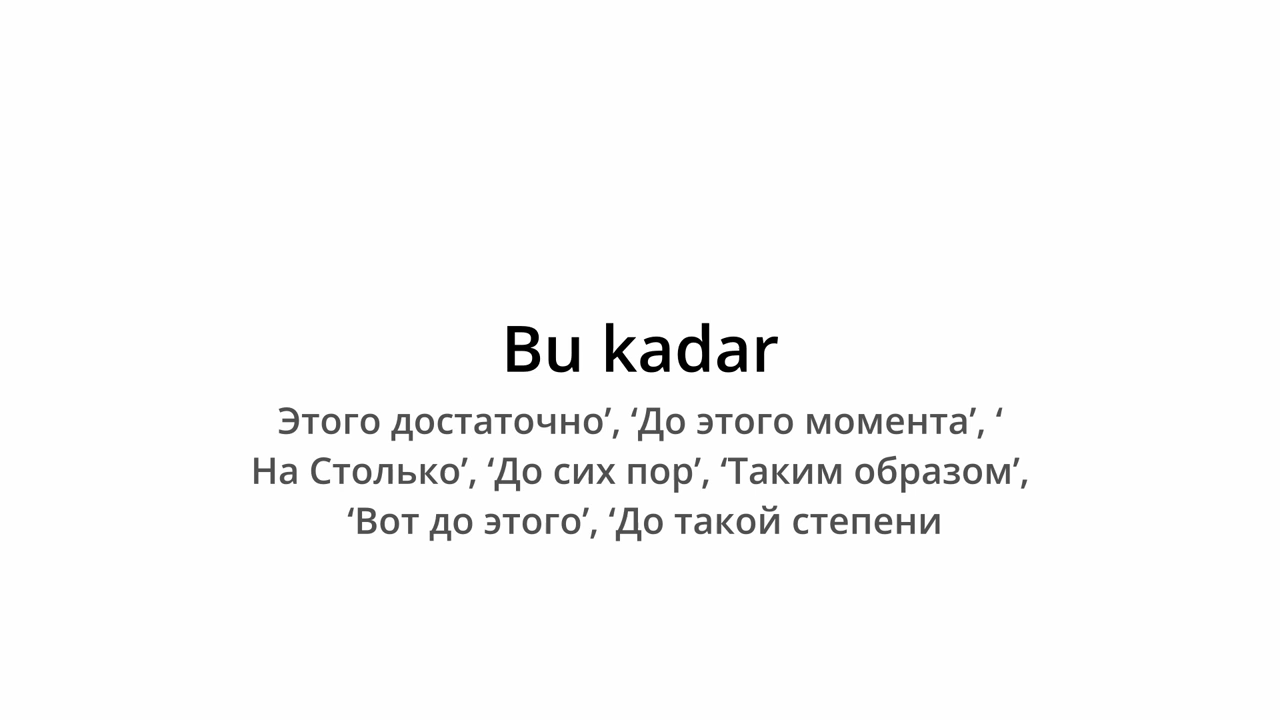 Bu kadar
Этого достаточно’, ‘До этого момента’, ‘
На Столько’, ‘До сих пор’, ‘Таким образом’,
‘Вот до этого’, ‘До такой степени